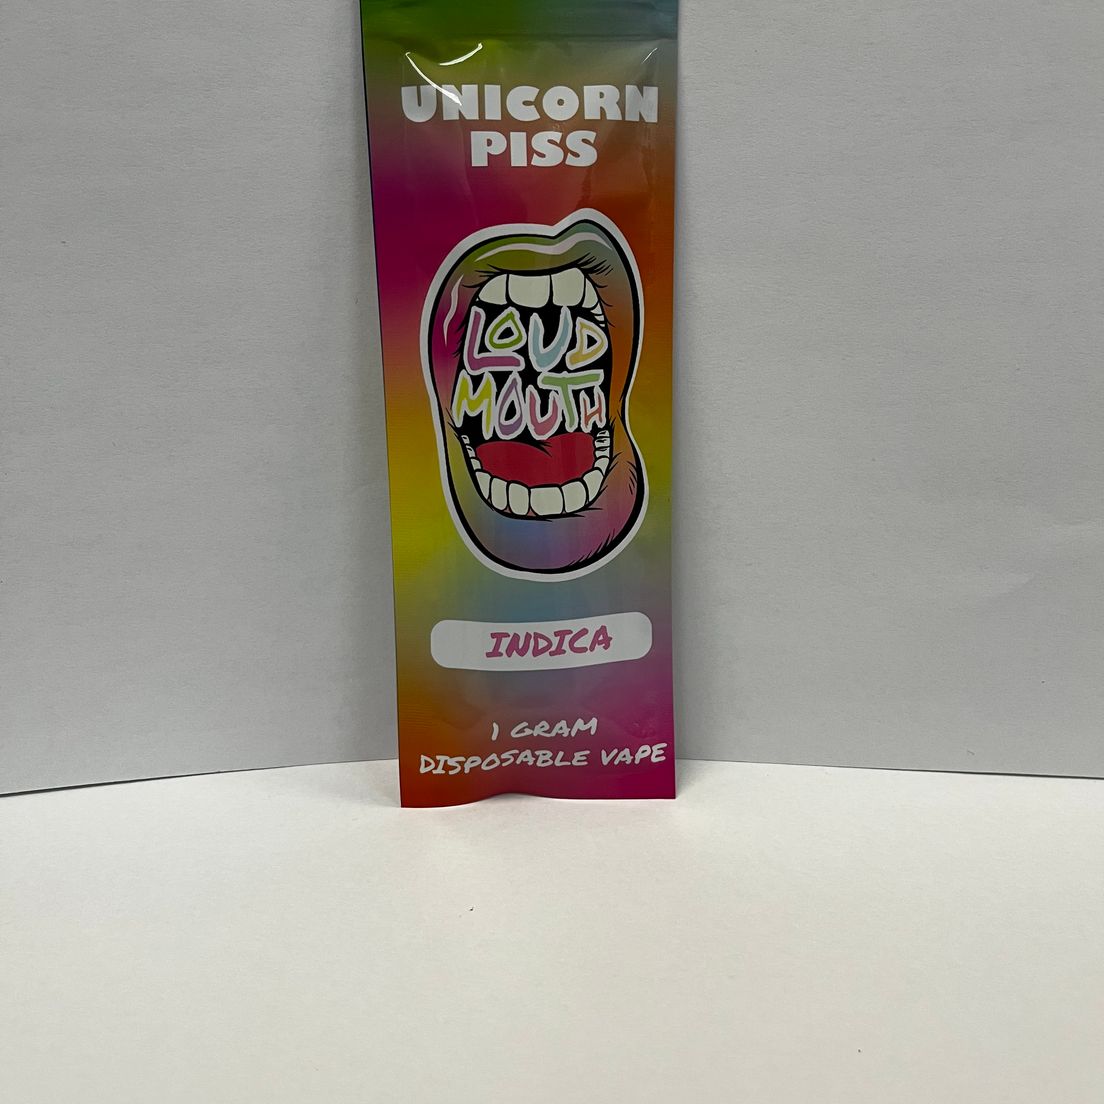 UNICORN
PISS
LOUD
MOUTH
INDICA
1 GRAM
DISPOSABLE VAPE